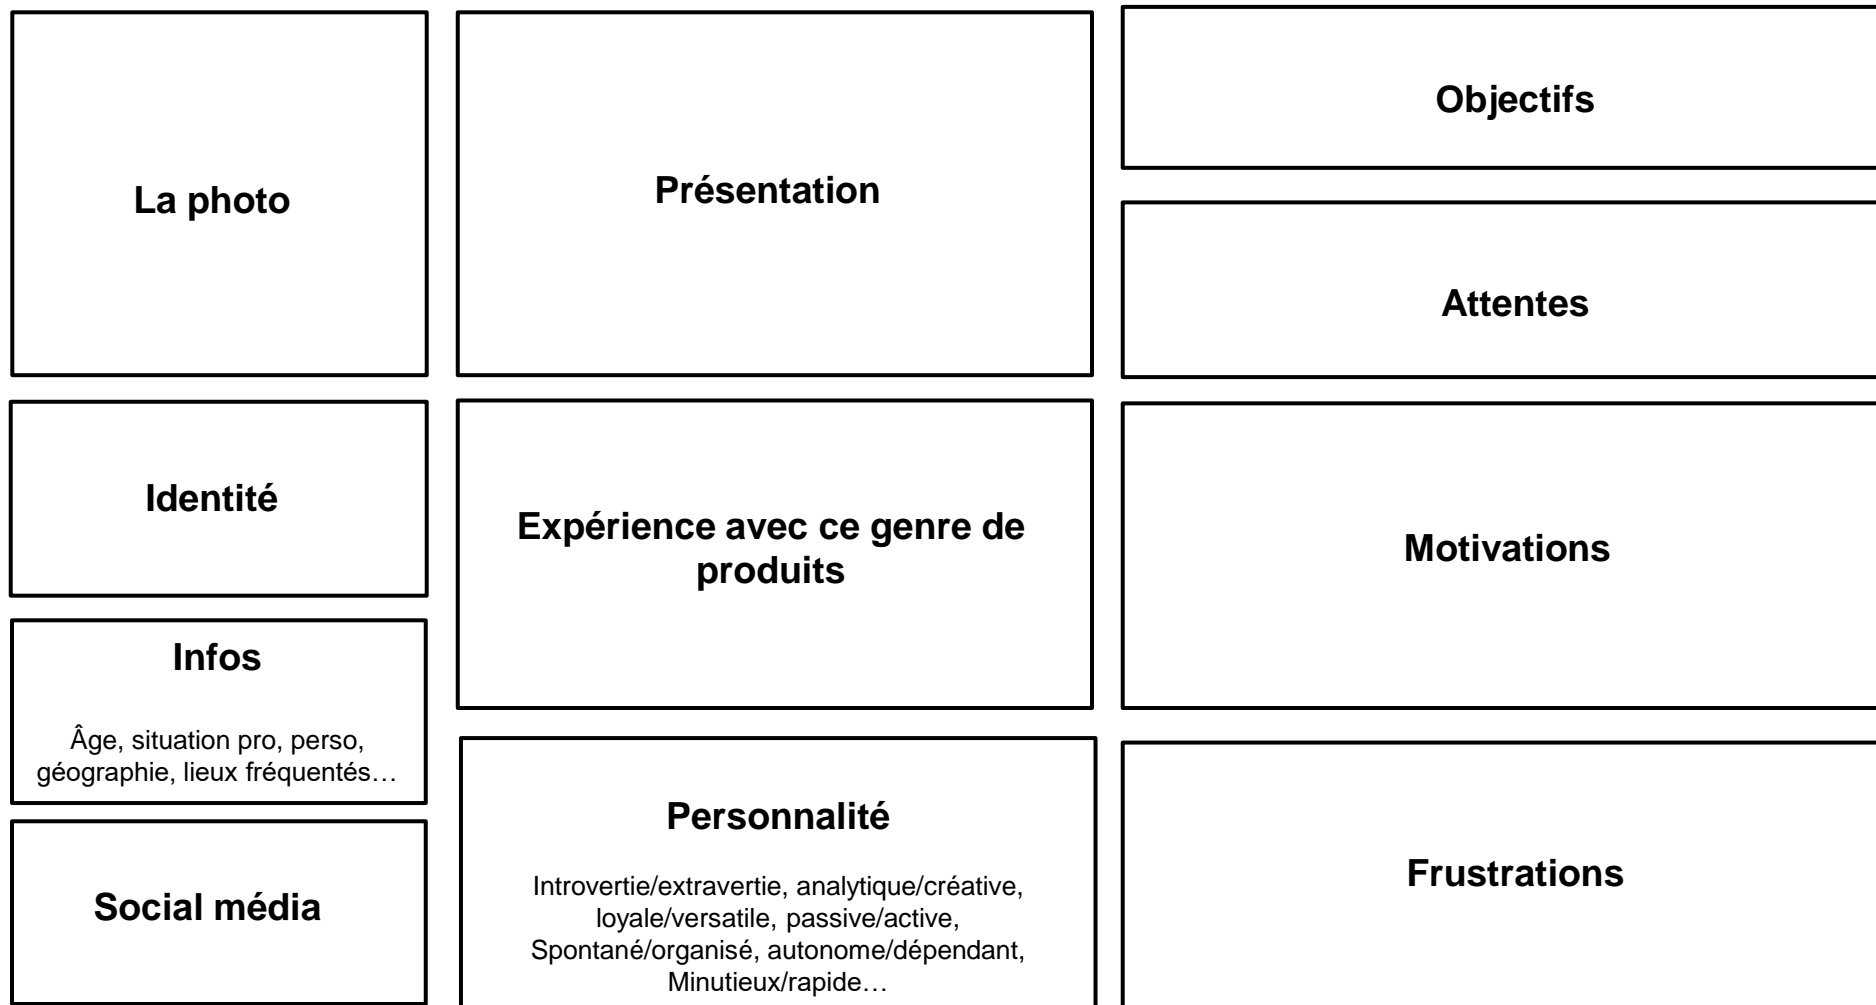 La photo
Présentation
Objectifs
Attentes
Identité
Expérience avec ce genre de
produits
Motivations
Infos
Âge, situation pro, perso,
géographie, lieux fréquentés…
Social média
Personnalité
Introvertie/extravertie, analytique/créative,
loyale/versatile, passive/active,
Spontané/organisé, autonome/dépendant,
Minutieux/rapide…
Frustrations